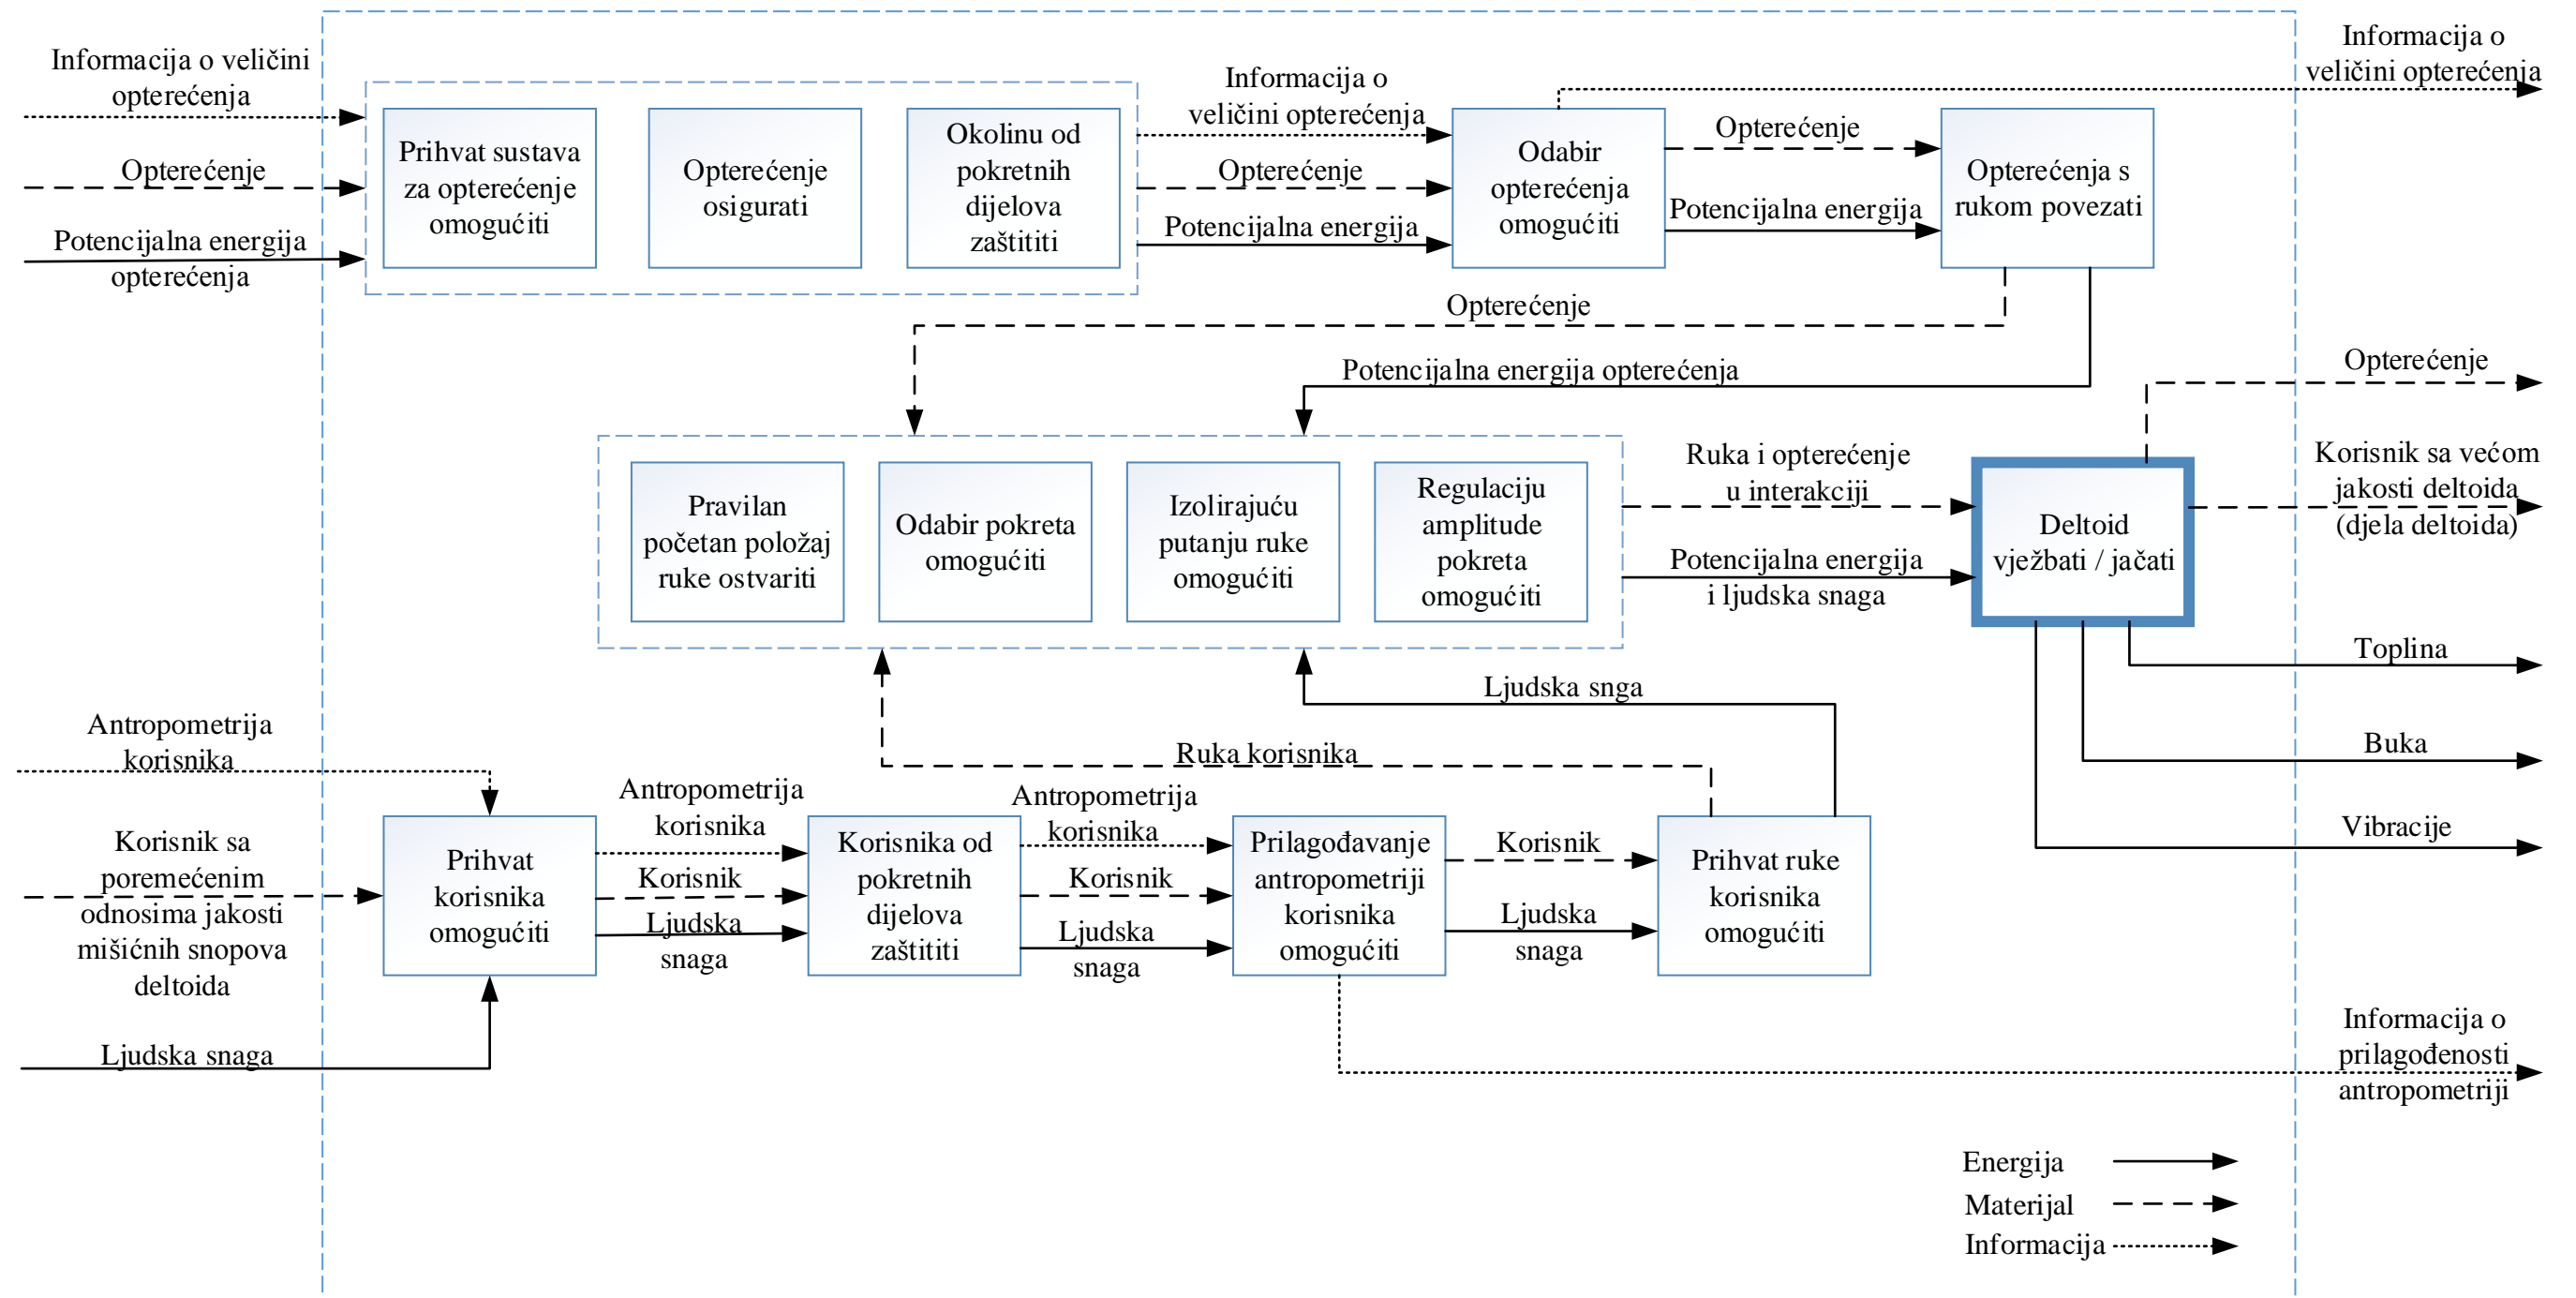 Informacija o veličini
opterećenja
Opterećenje
Potencijalna energija
opterećenja
Prihvat sustava
za opterećenje
omogućiti
Opterećenje
osigurati
Okolinu od
pokretnih
dijelova
zaštititi
Informacija o
veličini opterećenja
Opterećenje
Potencijalna energija
Odabir
opterećenja
omogućiti
Opterećenje
Potencijalna energija
Opterećenja s
rukom povezati
Informacija o
veličini opterećenja
Opterećenje
Potencijalna energija opterećenja
Pravilan
početan položaj
ruke ostvariti
Odabir pokreta
omogućiti
Izolirajuću
putanju ruke
omogućiti
Regulaciju
amplitude
pokreta
omogućiti
Ruka i opterećenje
u interakciji
Potencijalna energija
i ljudska snaga
Deltoid
vježbati / jačati
Opterećenje
Korisnik sa većom
jakosti deltoida
(djela deltoida)
Toplina
Buka
Vibracije
Ljudska snga
Ruka korisnika
Antropometrija
korisnika
Korisnik sa
poremećenim
odnosima jakosti
mišićnih snopova
deltoida
Ljudska snaga
Prihvat
korisnika
omogućiti
Antropometrija
korisnika
Korisnik
Ljudska
snaga
Korisnika od
pokretnih
dijelova
zaštititi
Antropometrija
korisnika
Korisnik
Ljudska
snaga
Prilagođavanje
antropometriji
korisnika
omogućiti
Korisnik
Ljudska
snaga
Prihvat ruke
korisnika
omogućiti
Informacija o
prilagođenosti
antropometriji
Energija
Materijal
Informacija